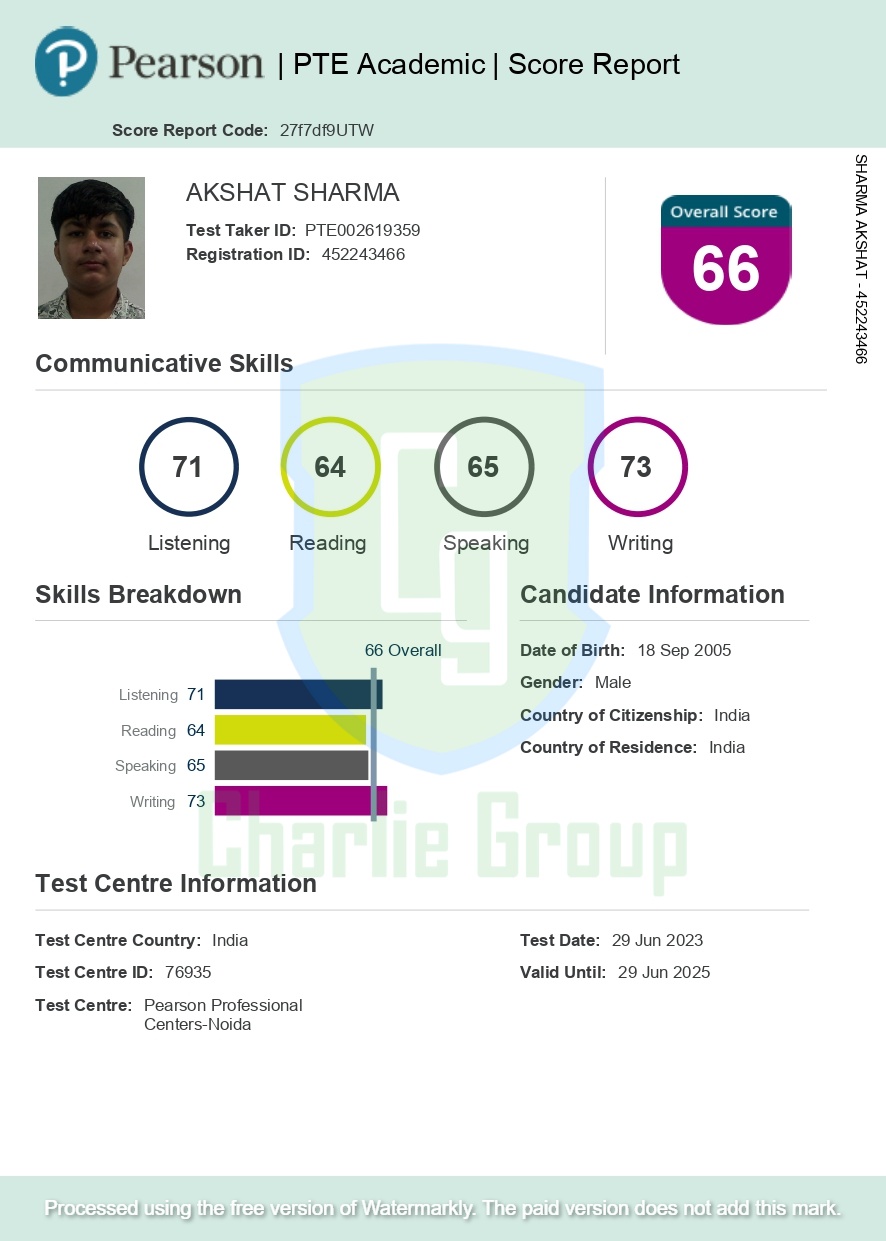 Pearson | PTE Academic | Score Report
Score Report Code: 27f7df9UTW
SHARMA AKSHAT - 452243466
AKSHAT SHARMA
Test Taker ID: PTE002619359
Registration ID: 452243466
Overall Score
66
Communicative Skills
71 64 65 73
Listening Reading Speaking Writing
Skills Breakdown
66 Overall
Listening 71
Reading 64
Speaking 65
Writing 73
Candidate Information
Date of Birth: 18 Sep 2005
Gender: Male
Country of Citizenship: India
Country of Residence: India
Cg
Charlie Group
Test Centre Information
Test Centre Country: India
Test Centre ID: 76935
Test Centre: Pearson Professional
Centers-Noida
Test Date: 29 Jun 2023
Valid Until: 29 Jun 2025
Processed using the free version of Watermarkly. The paid version does not add this mark.